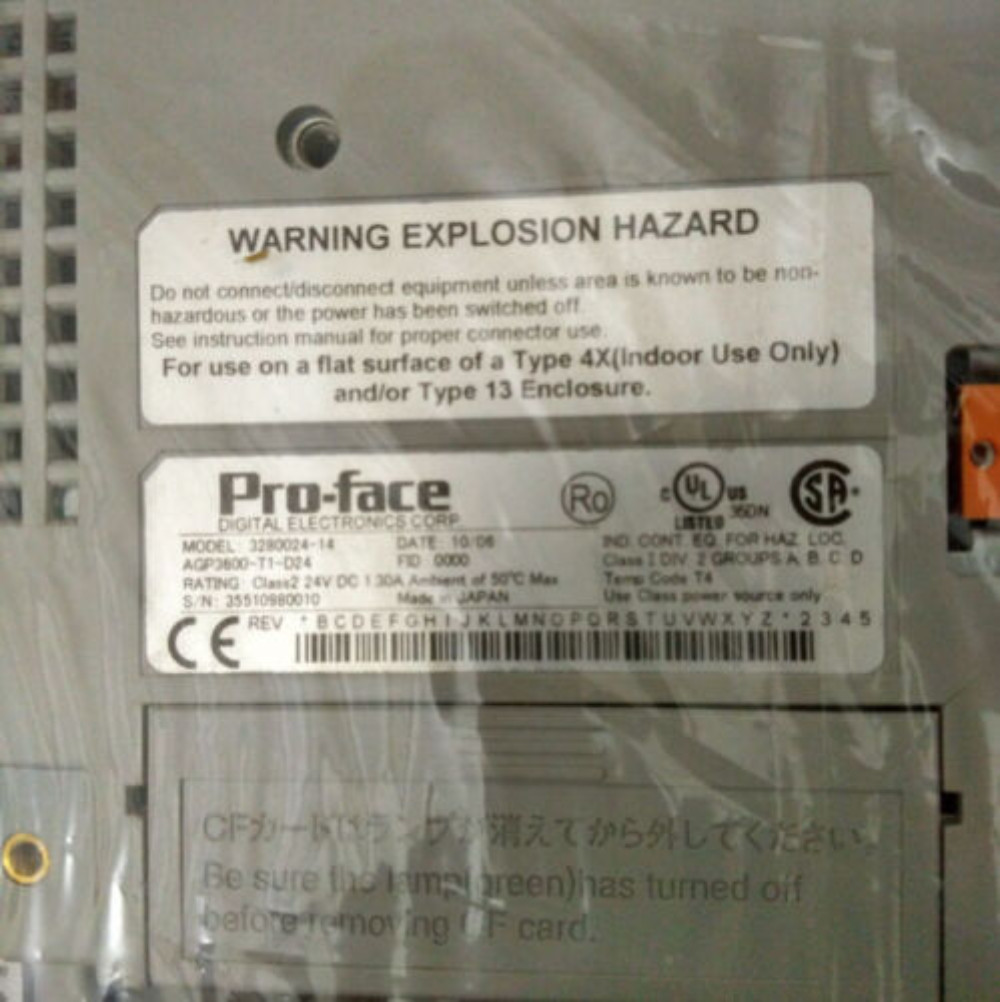 WARNING EXPLOSION HAZARD
Do not connect/disconnect equipment unless area is known to be non-
hazardous or the power has been switched off.
See instruction manual for proper connector use.
For use on a flat surface of a Type 4X(Indoor Use Only)
and/or Type 13 Enclosure.
Pro-face
DIGITAL ELECTRONICS CORP.
Ro
c UL us
LISTED 36DN
SA
MODEL: 3280024-14 DATE: 10/06
AGP3600-T1-D24 FID 0000
RATING: Class2 24V DC 1.30A Ambient of 50°C Max
S/N: 35510980010 Made in JAPAN
IND. CONT. EQ. FOR HAZ. LOC.
Class I DIV. 2 GROUPS A, B, C, D
Temp Code T4
Use Class power source only
CE REV * B C D E F G H I J K L M N O P Q R S T U V W X Y Z * 2 3 4 5
CFカードはランプが消えてから外してください。
Be sure the lamp(green)has turned off
before removing CF card.